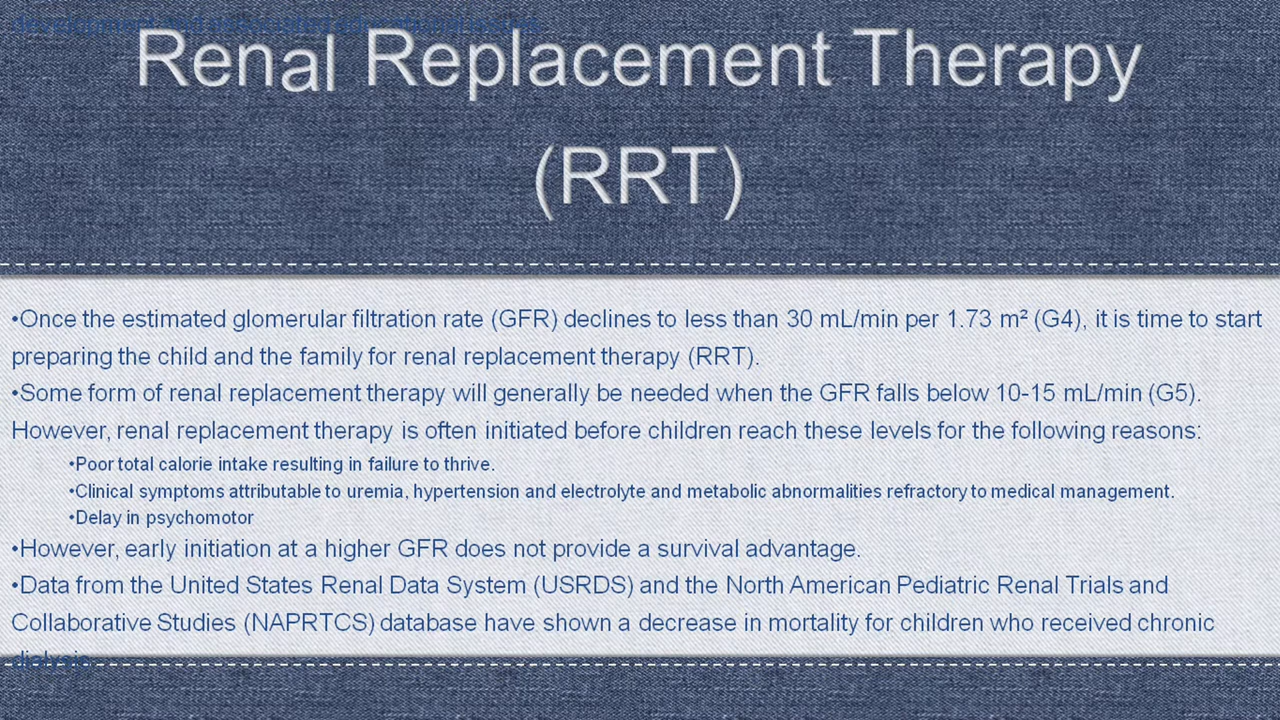 Renal Replacement Therapy
(RRT)
•Once the estimated glomerular filtration rate (GFR) declines to less than 30 mL/min per 1.73 m² (G4), it is time to start
preparing the child and the family for renal replacement therapy (RRT).
•Some form of renal replacement therapy will generally be needed when the GFR falls below 10-15 mL/min (G5).
However, renal replacement therapy is often initiated before children reach these levels for the following reasons:
•Poor total calorie intake resulting in failure to thrive.
•Clinical symptoms attributable to uremia, hypertension and electrolyte and metabolic abnormalities refractory to medical management.
•Delay in psychomotor
•However, early initiation at a higher GFR does not provide a survival advantage.
•Data from the United States Renal Data System (USRDS) and the North American Pediatric Renal Trials and
Collaborative Studies (NAPRTCS) database have shown a decrease in mortality for children who received chronic
dialysis.